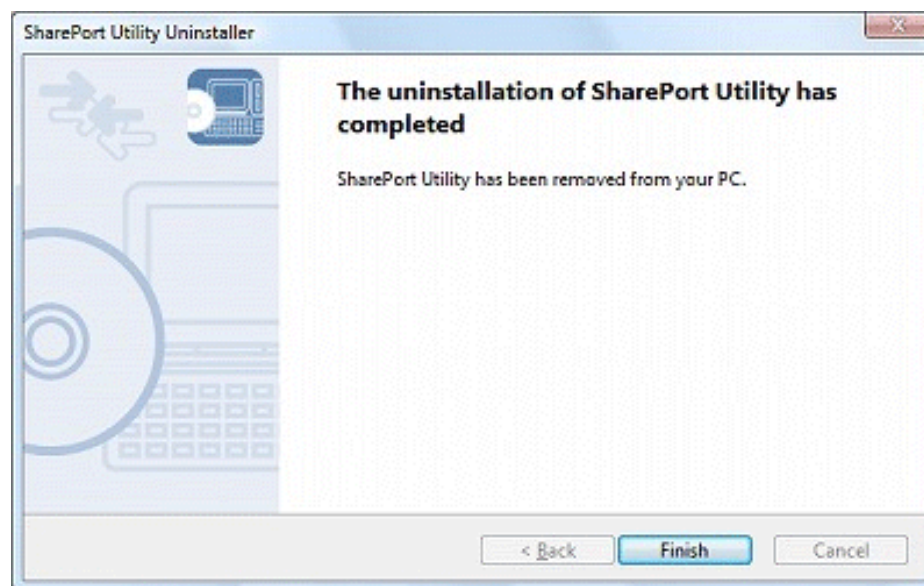 SharePort Utility Uninstaller
The uninstallation of SharePort Utility has
completed
SharePort Utility has been removed from your PC.
< Back
Finish
Cancel